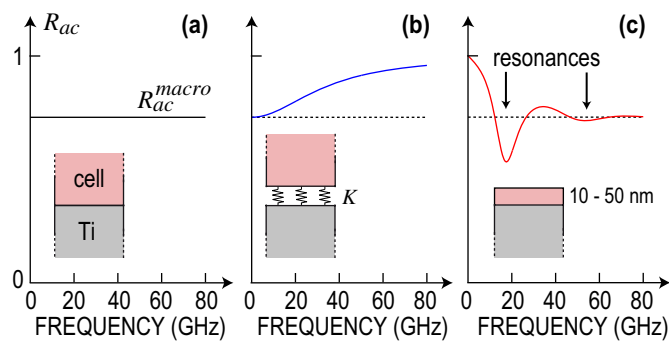 R_ac
(a)
(b)
(c)
1
R_ac^macro
cell
Ti
0
0 20 40 60 80
FREQUENCY (GHz)
K
0 20 40 60 80
FREQUENCY (GHz)
resonances
10 - 50 nm
0 20 40 60 80
FREQUENCY (GHz)